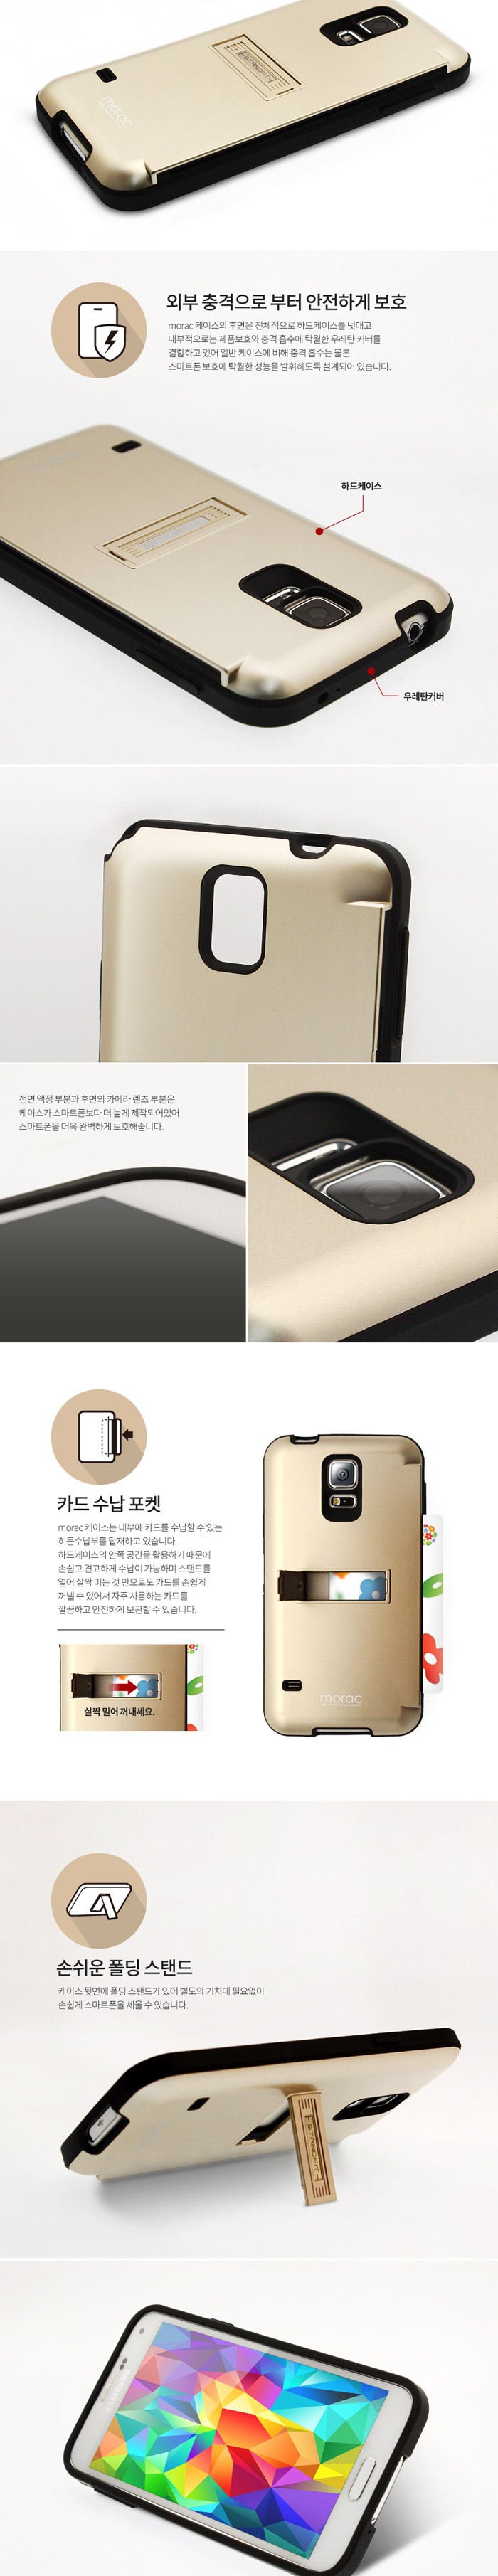 morac
외부 충격으로 부터 안전하게 보호
morac 케이스의 후면은 전체적으로 하드케이스를 덧대고
내부적으로는 제품보호와 충격 흡수에 탁월한 우레탄 커버를
결합하고 있어 일반 케이스에 비해 충격 흡수는 물론
스마트폰 보호에 탁월한 성능을 발휘하도록 설계되어 있습니다.
하드케이스
우레탄커버
전면 액정 부분과 후면의 카메라 렌즈 부분은
케이스가 스마트폰보다 더 높게 제작되어있어
스마트폰을 더욱 완벽하게 보호해줍니다.
카드 수납 포켓
morac 케이스는 내부에 카드를 수납할 수 있는
히든수납부를 탑재하고 있습니다.
하드케이스의 안쪽 공간을 활용하기 때문에
손쉽고 견고하게 수납이 가능하며 스탠드를
열어 살짝 미는 것 만으로도 카드를 손쉽게
꺼낼 수 있어서 자주 사용하는 카드를
깔끔하고 안전하게 보관할 수 있습니다.
살짝 밀어 꺼내세요.
morac
손쉬운 폴딩 스탠드
케이스 뒷면에 폴딩 스탠드가 있어 별도의 거치대 필요없이
손쉽게 스마트폰을 세울 수 있습니다.
SAMSUNG